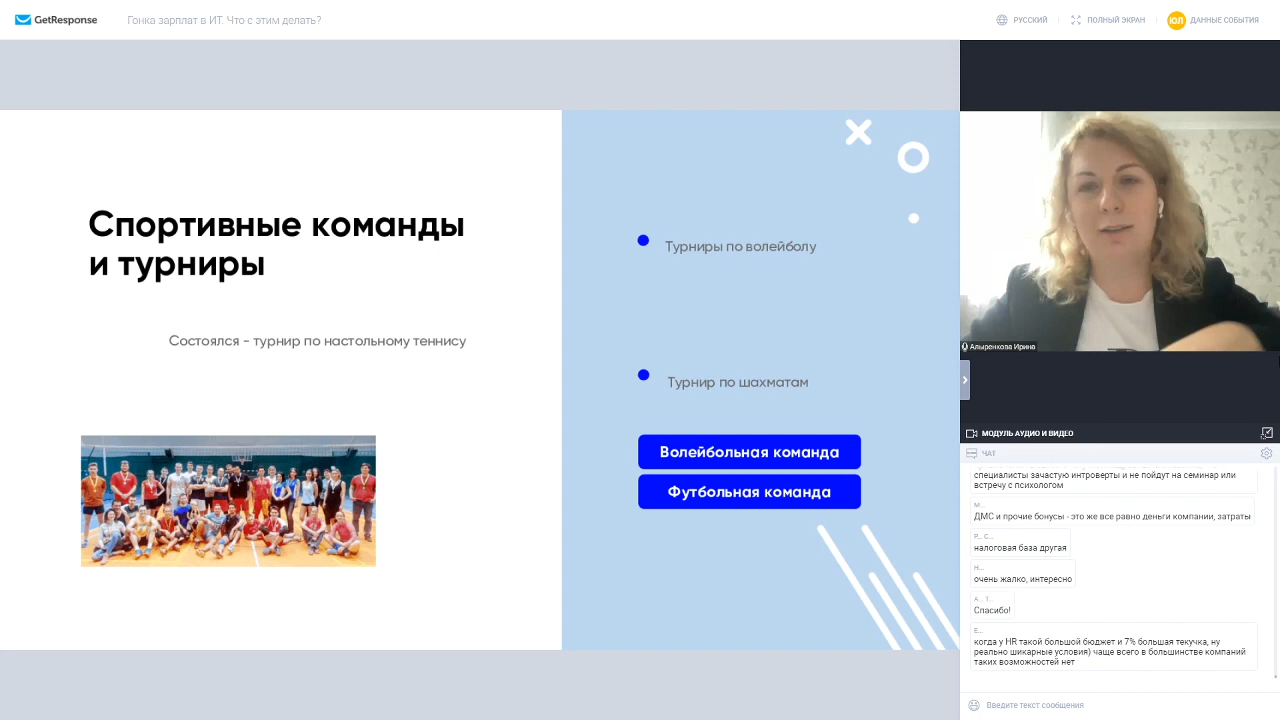 GetResponse
Гонка зарплат в ИТ. Что с этим делать?
РУССКИЙ
ПОЛНЫЙ ЭКРАН
ЮЛ
ДАННЫЕ СОБЫТИЯ
Спортивные команды
и турниры
Состоялся - турнир по настольному теннису
Турниры по волейболу
Турнир по шахматам
Волейбольная команда
Футбольная команда
Алыренкова Ирина
МОДУЛЬ АУДИО И ВИДЕО
ЧАТ
специалисты зачастую интроверты и не пойдут на семинар или
встречу с психологом
М...
ДМС и прочие бонусы - это же все равно деньги компании, затраты
Р... С...
налоговая база другая
Н...
очень жалко, интересно
А... Т...
Спасибо!
Е...
когда у HR такой большой бюджет и 7% большая текучка, ну
реально шикарные условия) чаще всего в большинстве компаний
таких возможностей нет
Введите текст сообщения